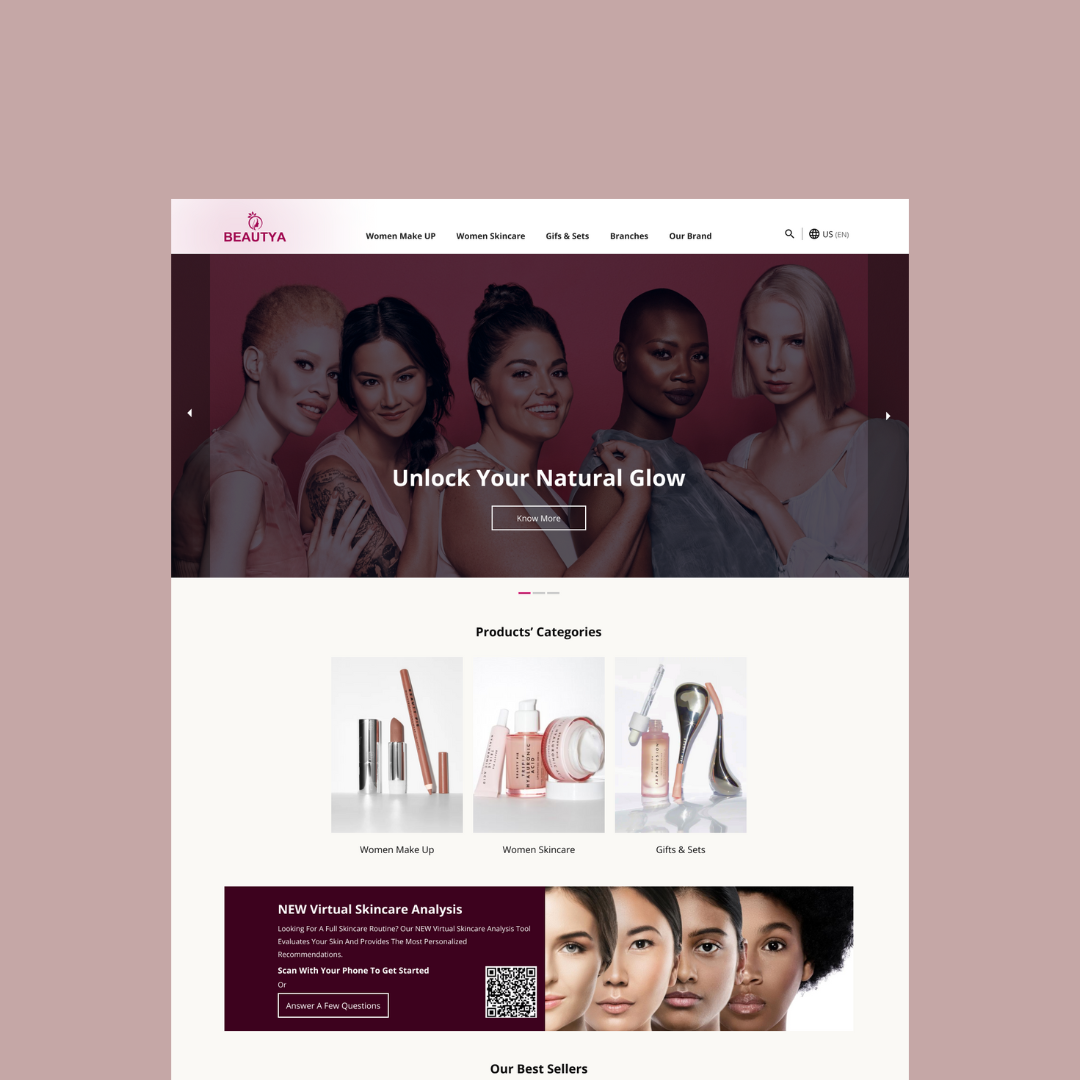 BEAUTYA
Women Make UP
Women Skincare
Gifs & Sets
Branches
Our Brand
US (EN)
Unlock Your Natural Glow
Know More
Products’ Categories
Women Make Up
Women Skincare
Gifts & Sets
NEW Virtual Skincare Analysis
Looking For A Full Skincare Routine? Our NEW Virtual Skincare Analysis Tool
Evaluates Your Skin And Provides The Most Personalized
Recommendations.
Scan With Your Phone To Get Started
Or
Answer A Few Questions
Our Best Sellers